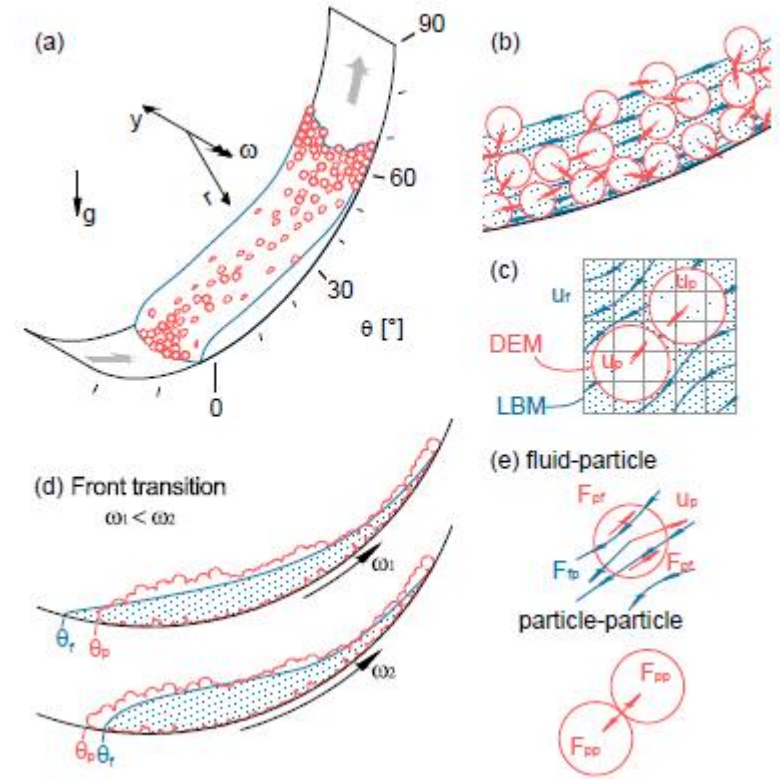 (a)
90
y
ω
r
g
60
30
θ [°]
0
(b)
(c)
uf
up
up
DEM
LBM
(d) Front transition
ω1 < ω2
ω1
θf
θp
ω2
θp θf
(e) fluid-particle
Fpf
up
Ffp
Fpf
particle-particle
Fpp
Fpp